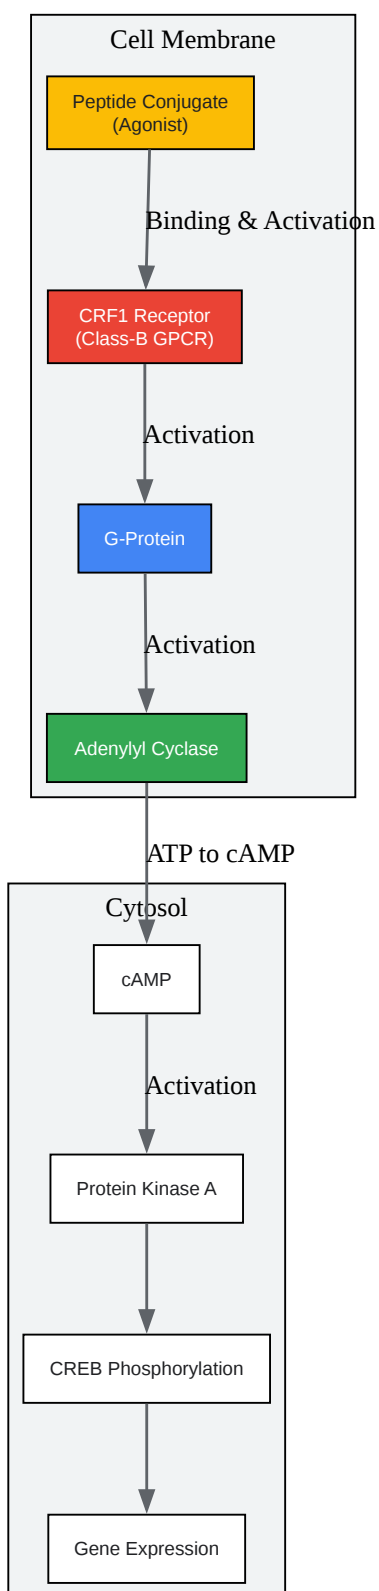 Cell Membrane
Peptide Conjugate
(Agonist)
Binding & Activation
CRF1 Receptor
(Class-B GPCR)
Activation
G-Protein
Activation
Adenylyl Cyclase
ATP to cAMP
Cytosol
cAMP
Activation
Protein Kinase A
CREB Phosphorylation
Gene Expression